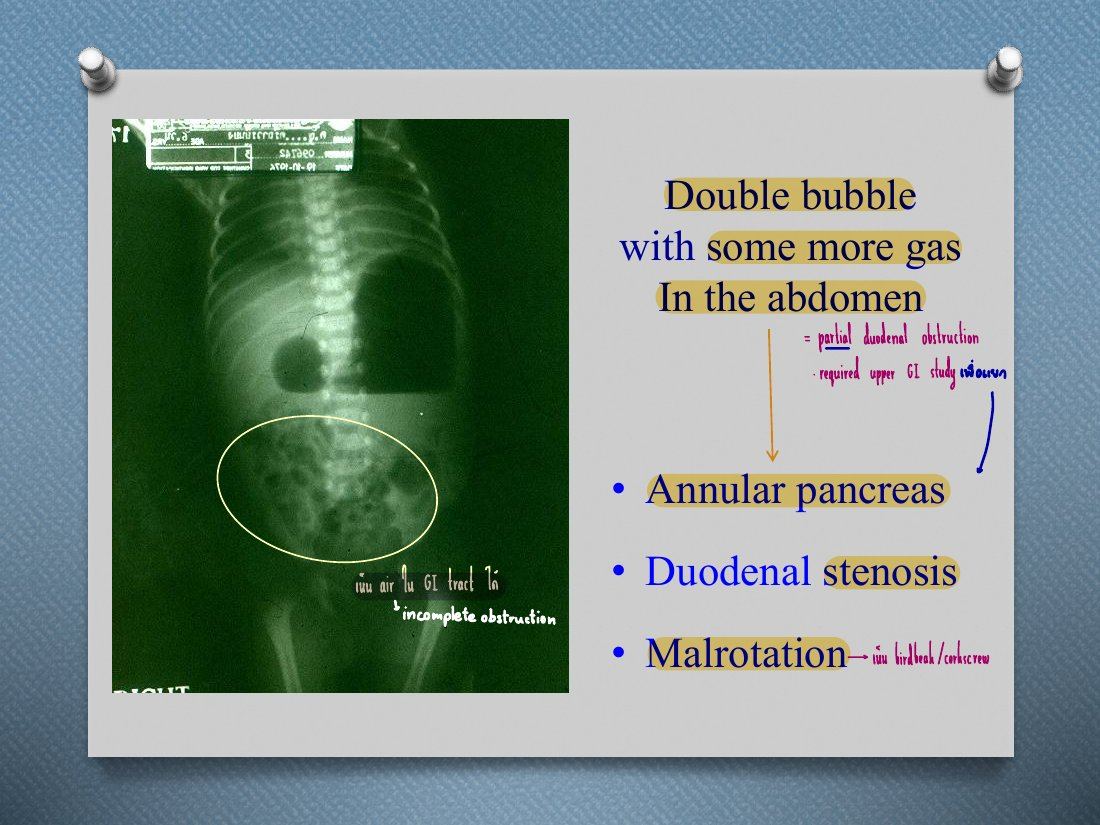 Double bubble
with some more gas
In the abdomen
= partial duodenal obstruction
· required upper GI study เพื่อแยก
• Annular pancreas
• Duodenal stenosis
• Malrotation → เห็น birdbeak/corkscrew
เห็น air ใน GI tract ได้
↳ incomplete obstruction
RIGHT
096742